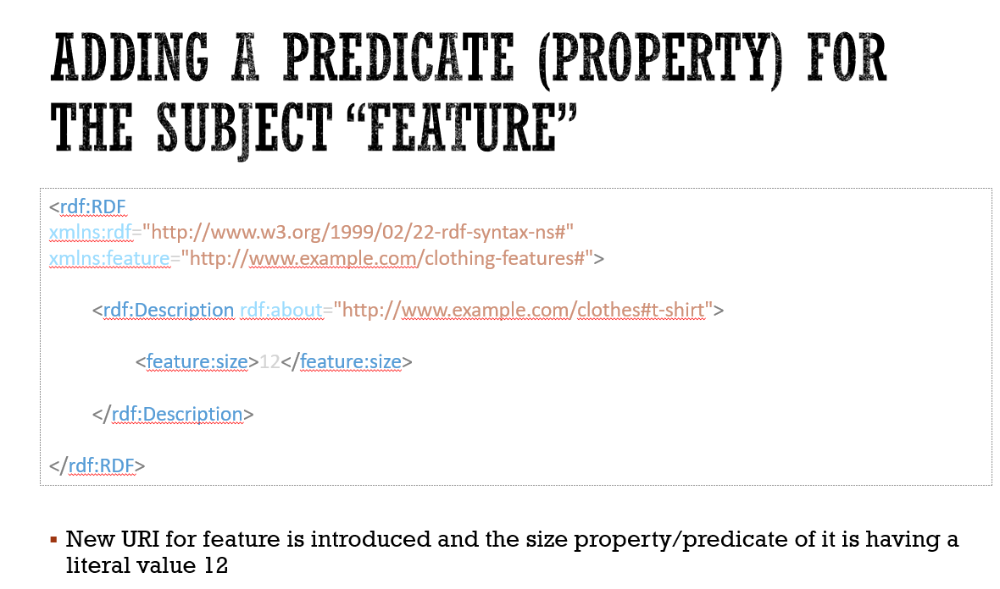 ADDING A PREDICATE (PROPERTY) FOR
THE SUBJECT “FEATURE”
<rdf:RDF
xmlns:rdf="http://www.w3.org/1999/02/22-rdf-syntax-ns#"
xmlns:feature="http://www.example.com/clothing-features#">
<rdf:Description rdf:about="http://www.example.com/clothes#t-shirt">
<feature:size>12</feature:size>
</rdf:Description>
</rdf:RDF>
▪ New URI for feature is introduced and the size property/predicate of it is having a
literal value 12